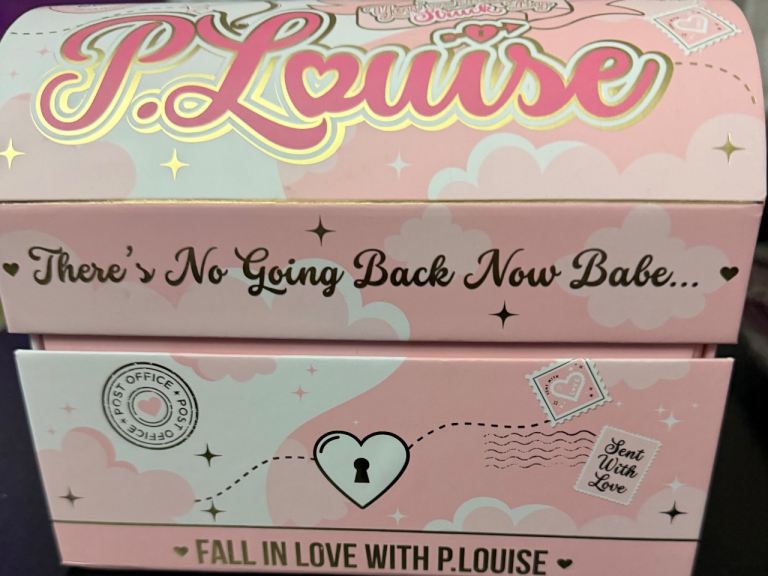 Struck
P.Louise
There's No Going Back Now Babe...
POST OFFICE ★ POST OFFICE ★
Sent
With
Love
FALL IN LOVE WITH P.LOUISE